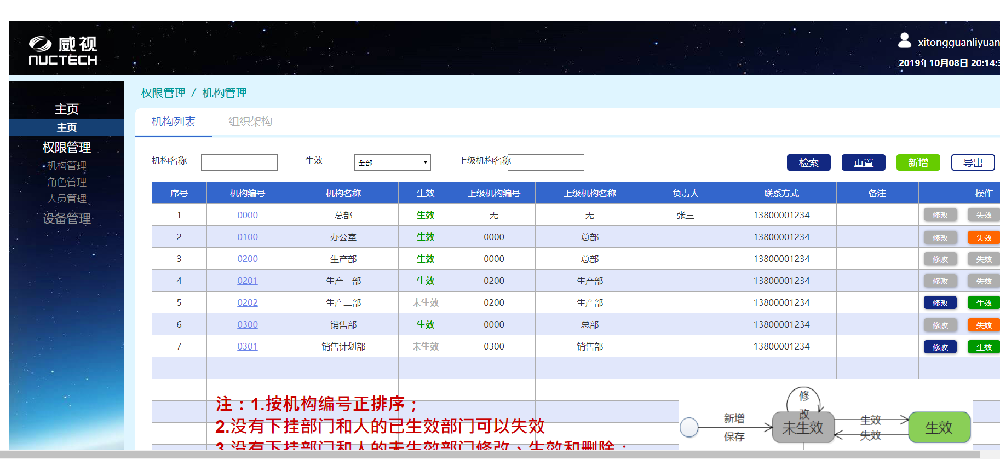 威视
NUCTECH
xitongguanliyuan
2019年10月08日 20:14:3
主页
主页
权限管理
机构管理
角色管理
人员管理
设备管理
权限管理 / 机构管理
机构列表 组织架构
机构名称 生效 全部 上级机构名称 检索 重置 新增 导出
序号 机构编号 机构名称 生效 上级机构编号 上级机构名称 负责人 联系方式 备注 操作
1 0000 总部 生效 无 无 张三 13800001234 修改 失效
2 0100 办公室 生效 0000 总部 13800001234 修改 失效
3 0200 生产部 生效 0000 总部 13800001234 修改 失效
4 0201 生产一部 生效 0200 生产部 13800001234 修改 失效
5 0202 生产二部 未生效 0200 生产部 13800001234 修改 生效
6 0300 销售部 生效 0000 总部 13800001234 修改 失效
7 0301 销售计划部 未生效 0300 销售部 13800001234 修改 生效
注：1.按机构编号正排序；
2.没有下挂部门和人的已生效部门可以失效
3.没有下挂部门和人的未生效部门修改、生效和删除；
新增
保存
修
改
未生效
生效
失效
生效